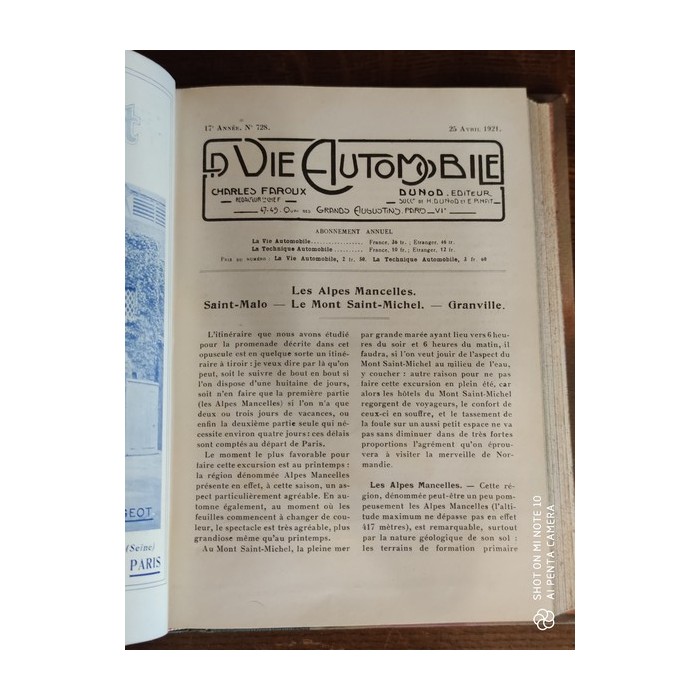 17e Année, No 728.
25 Avril 1921.
LA VIE AUTOMOBILE
CHARLES FAROUX
RÉDACTEUR EN CHEF
DUNOD. EDITEUR
SUCCr DE H. DUNOD ET E. PINAT
47-49. QUAI DES GRANDS AUGUSTINS PARIS VIe
ABONNEMENT ANNUEL
La Vie Automobile................. France, 36 fr. ; Etranger, 46 fr.
La Technique Automobile......... France, 10 fr. ; Etranger, 12 fr.
Prix du numéro : La Vie Automobile, 2 fr. 50. La Technique Automobile, 3 fr. 60
Les Alpes Mancelles.
Saint-Malo — Le Mont Saint-Michel. — Granville.
L'itinéraire que nous avons étudié
pour la promenade décrite dans cet
opuscule est en quelque sorte un itiné-
raire à tiroir : je veux dire par là qu'on
peut, soit le suivre de bout en bout si
l'on dispose d'une huitaine de jours,
soit n'en faire que la première partie
(les Alpes Mancelles) si l'on n'a que
deux ou trois jours de vacances, ou
enfin la deuxième partie seule qui né-
cessite environ quatre jours : ces délais
sont comptés au départ de Paris.
Le moment le plus favorable pour
faire cette excursion est au printemps :
la région dénommée Alpes Mancelles
présente en effet, à cette saison, un as-
pect particulièrement agréable. En au-
tomne également, au moment où les
feuilles commencent à changer de cou-
leur, le spectacle est très agréable, plus
grandiose même qu'au printemps.
Au Mont Saint-Michel, la pleine mer
par grande marée ayant lieu vers 6 heu-
res du soir et 6 heures du matin, il
faudra, si l'on veut jouir de l'aspect du
Mont Saint-Michel au milieu de l'eau,
y coucher : autre raison pour ne pas
faire cette excursion en plein été, car
alors les hôtels du Mont Saint-Michel
regorgent de voyageurs, le confort de
ceux-ci en souffre, et le tassement de
la foule sur un aussi petit espace ne va
pas sans diminuer dans de très fortes
proportions l'agrément qu'on éprou-
vera à visiter la merveille de Nor-
mandie.
Les Alpes Mancelles. — Cette ré-
gion, dénommée peut-être un peu pom-
peusement les Alpes Mancelles (l'alti-
tude maximum ne dépasse pas en effet
417 mètres), est remarquable, surtout
par la nature géologique de son sol :
les terrains de formation primaire
GEOT
(Seine)
PARIS
SHOT ON MI NOTE 10
AI PENTA CAMERA